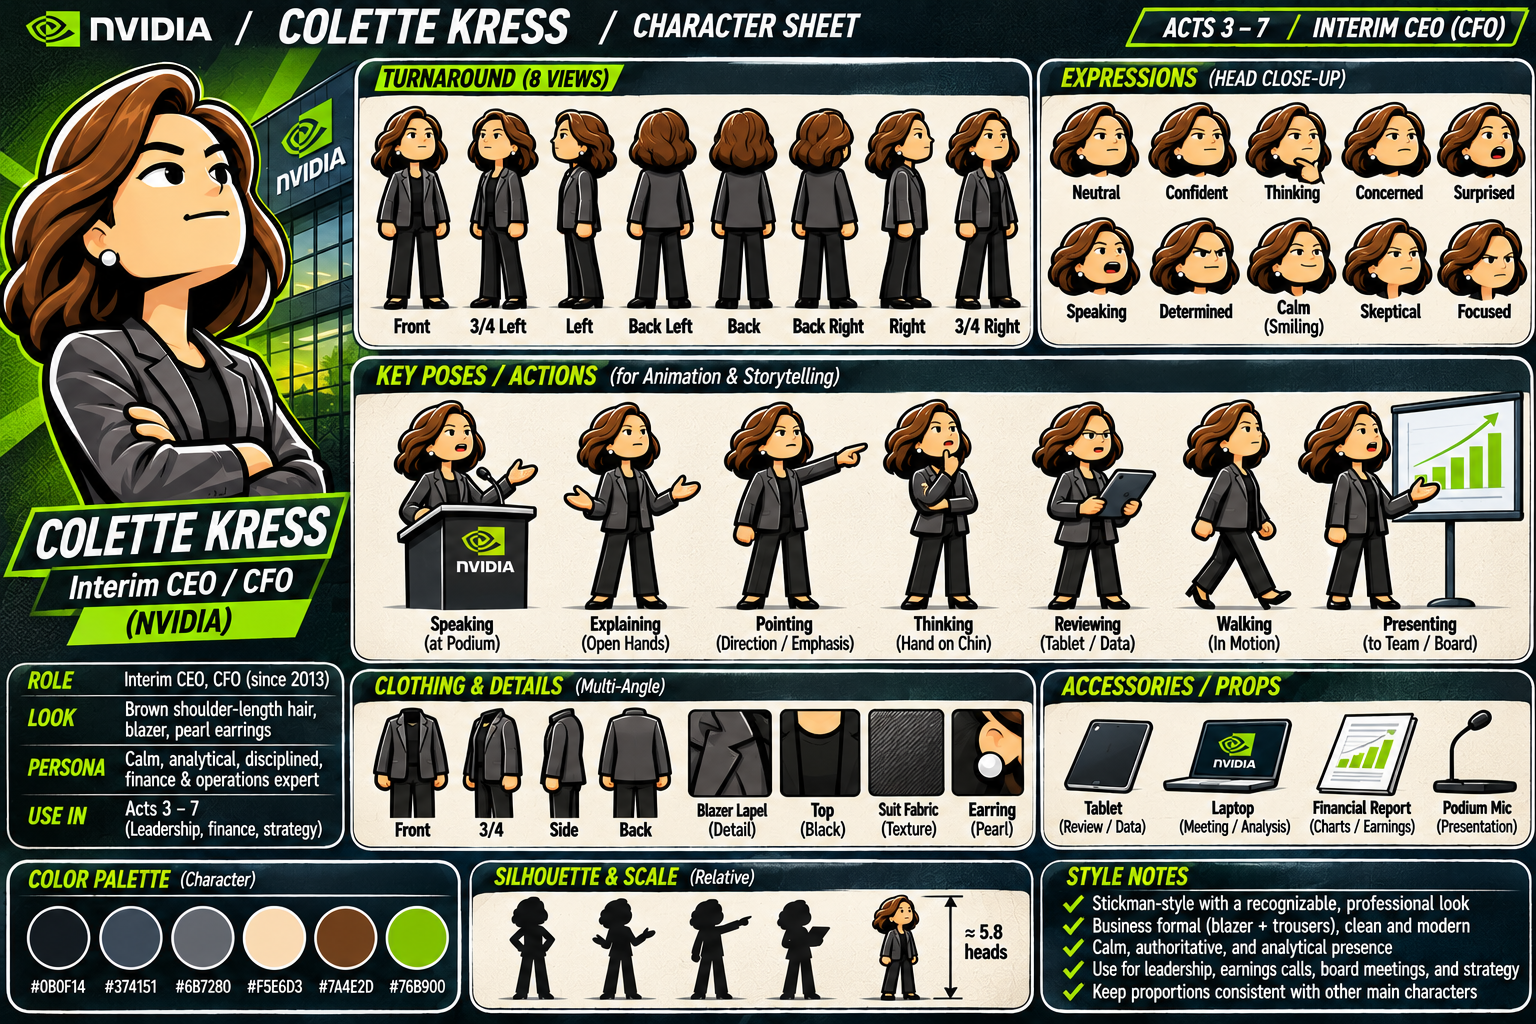 NVIDIA / COLETTE KRESS / CHARACTER SHEET
ACTS 3 – 7 / INTERIM CEO (CFO)
NVIDIA
COLETTE KRESS
Interim CEO / CFO
(NVIDIA)
ROLE Interim CEO, CFO (since 2013)
LOOK Brown shoulder-length hair,
blazer, pearl earrings
PERSONA Calm, analytical, disciplined,
finance & operations expert
USE IN Acts 3 – 7
(Leadership, finance, strategy)
TURNAROUND (8 VIEWS)
Front 3/4 Left Left Back Left Back Back Right Right 3/4 Right
EXPRESSIONS (HEAD CLOSE-UP)
Neutral Confident Thinking Concerned Surprised
Speaking Determined Calm Skeptical Focused
(Smiling)
KEY POSES / ACTIONS (for Animation & Storytelling)
NVIDIA
Speaking Explaining Pointing Thinking Reviewing Walking Presenting
(at Podium) (Open Hands) (Direction / Emphasis) (Hand on Chin) (Tablet / Data) (In Motion) (to Team / Board)
CLOTHING & DETAILS (Multi-Angle)
Front 3/4 Side Back
Blazer Lapel Top Suit Fabric Earring
(Detail) (Black) (Texture) (Pearl)
ACCESSORIES / PROPS
NVIDIA
Tablet Laptop Financial Report Podium Mic
(Review / Data) (Meeting / Analysis) (Charts / Earnings) (Presentation)
COLOR PALETTE (Character)
#0B0F14 #374151 #6B7280 #F5E6D3 #7A4E2D #76B900
SILHOUETTE & SCALE (Relative)
≈ 5.8
heads
STYLE NOTES
Stickman-style with a recognizable, professional look
Business formal (blazer + trousers), clean and modern
Calm, authoritative, and analytical presence
Use for leadership, earnings calls, board meetings, and strategy
Keep proportions consistent with other main characters